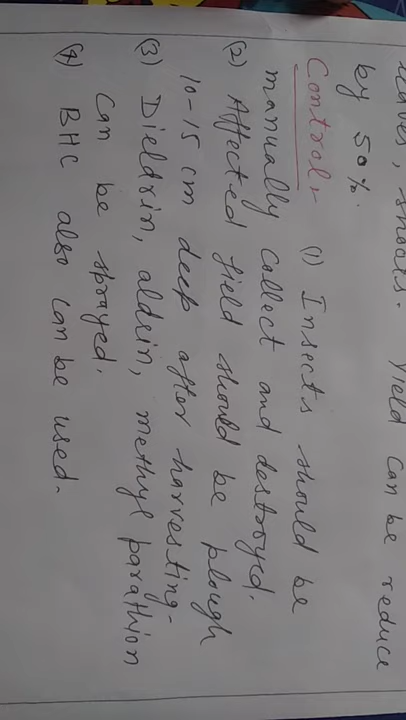 leaves, shoots. Yield can be reduce
by 50%.
Control, (1) Insects should be
manually collect and destroyed.
(2) Affected field should be plough
10-15 cm deep after harvesting.
(3) Dieldrin, aldrin, methyl parathion
can be sprayed.
(4) BHC also can be used.